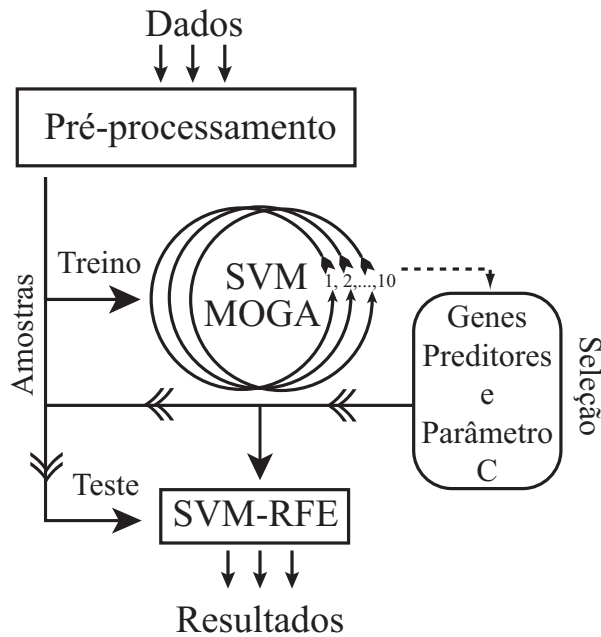 Dados
Pré-processamento
Treino
Amostras
SVM
MOGA
1, 2,...,10
Genes
Preditores
e
Parâmetro
C
Seleção
Teste
SVM-RFE
Resultados